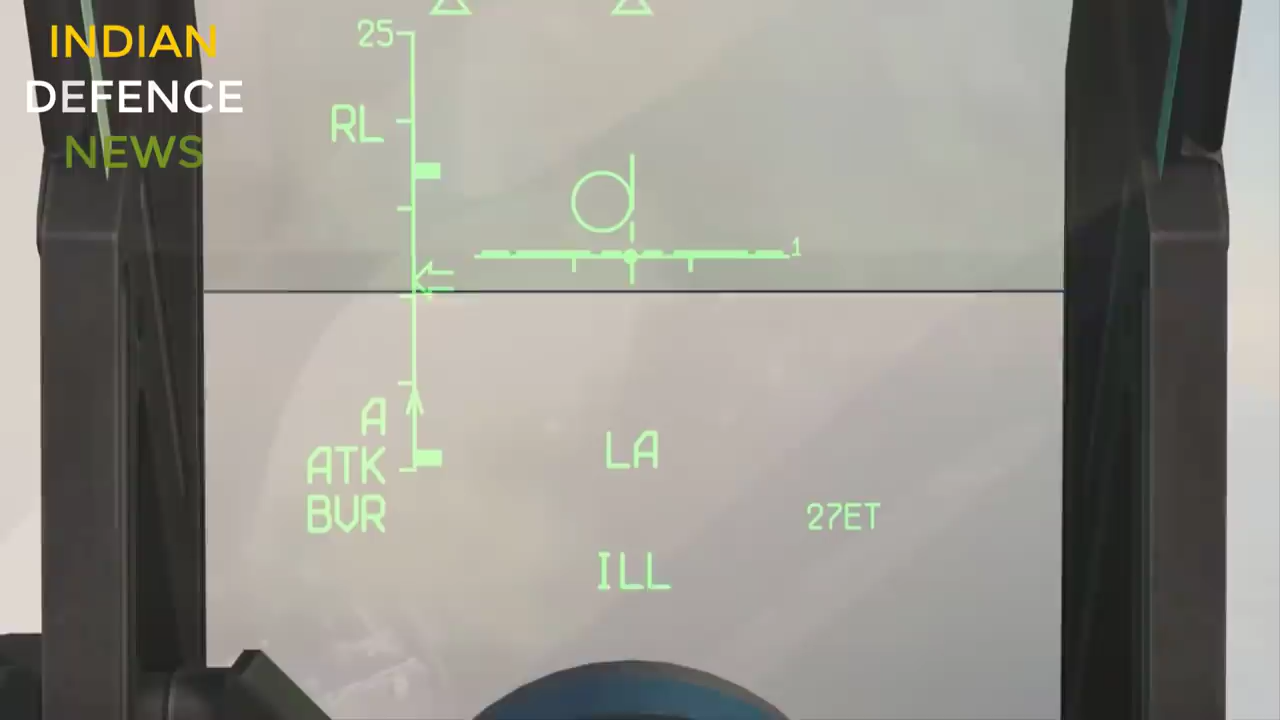 INDIAN
DEFENCE
NEWS
25
RL
1
A
ATK
BVR
LA
27ET
ILL